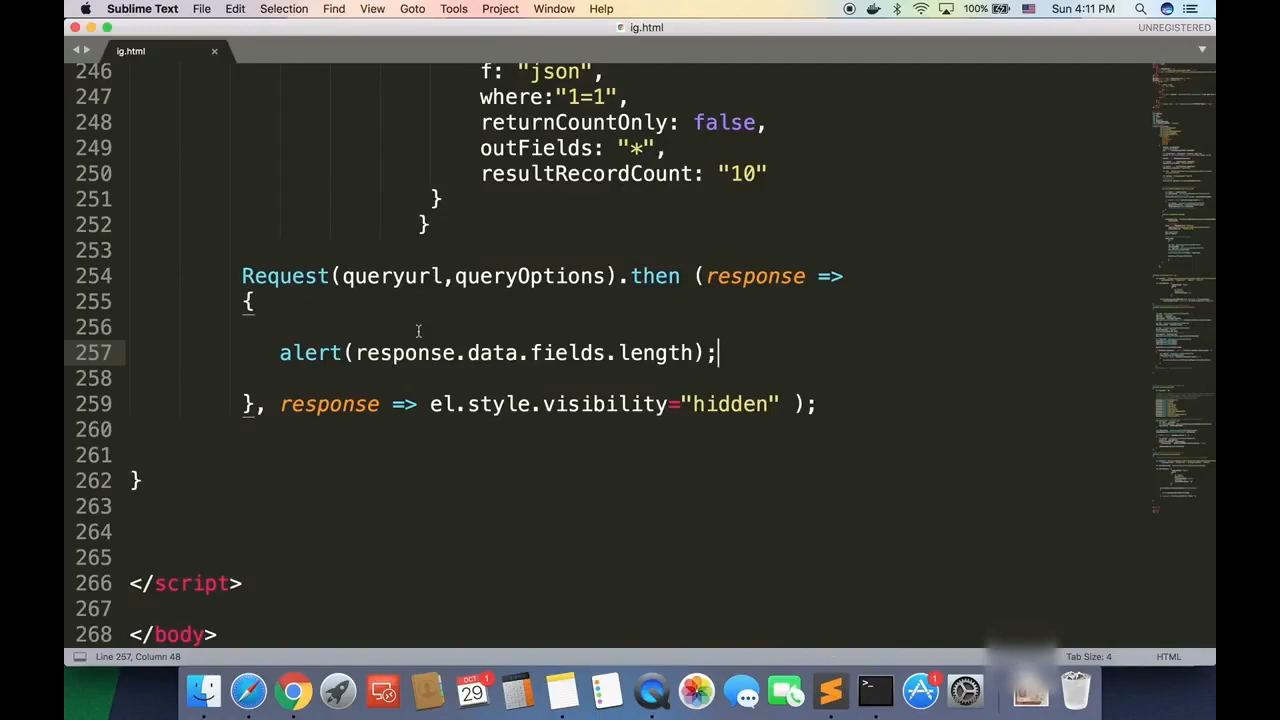 Sublime Text File Edit Selection Find View Goto Tools Project Window Help 100% Sun 4:11 PM
ig.html UNREGISTERED
ig.html
246 f: "json",
247 where:"1=1",
248 returnCountOnly: false,
249 outFields: "*",
250 resultRecordCount: "10"
251 }
252 }
253
254 Request(queryurl,queryOptions).then (response =>
255 {
256
257 alert(response.data.fields.length);
258
259 }, response => el.style.visibility="hidden" );
260
261
262 }
263
264
265
266 </script>
267
268 </body>
Line 257, Column 48 Tab Size: 4 HTML
OCT 1
29 1